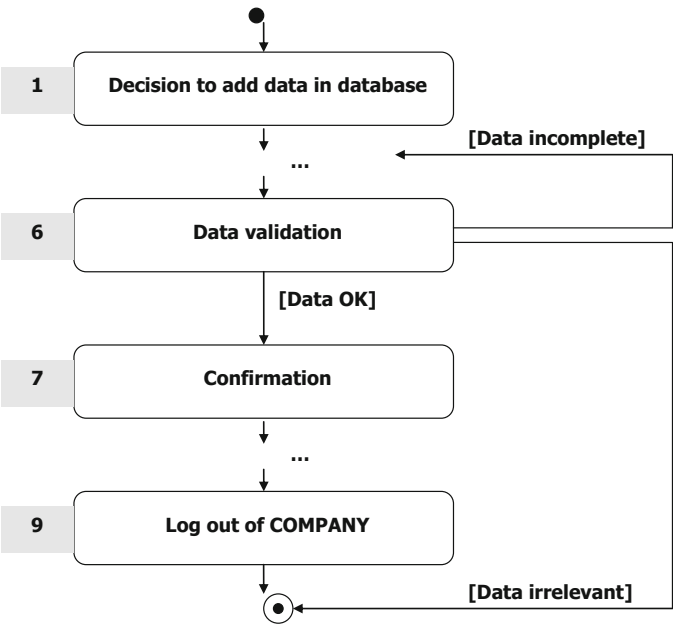 1 Decision to add data in database
[Data incomplete]
...
6 Data validation
[Data OK]
7 Confirmation
...
9 Log out of COMPANY
[Data irrelevant]